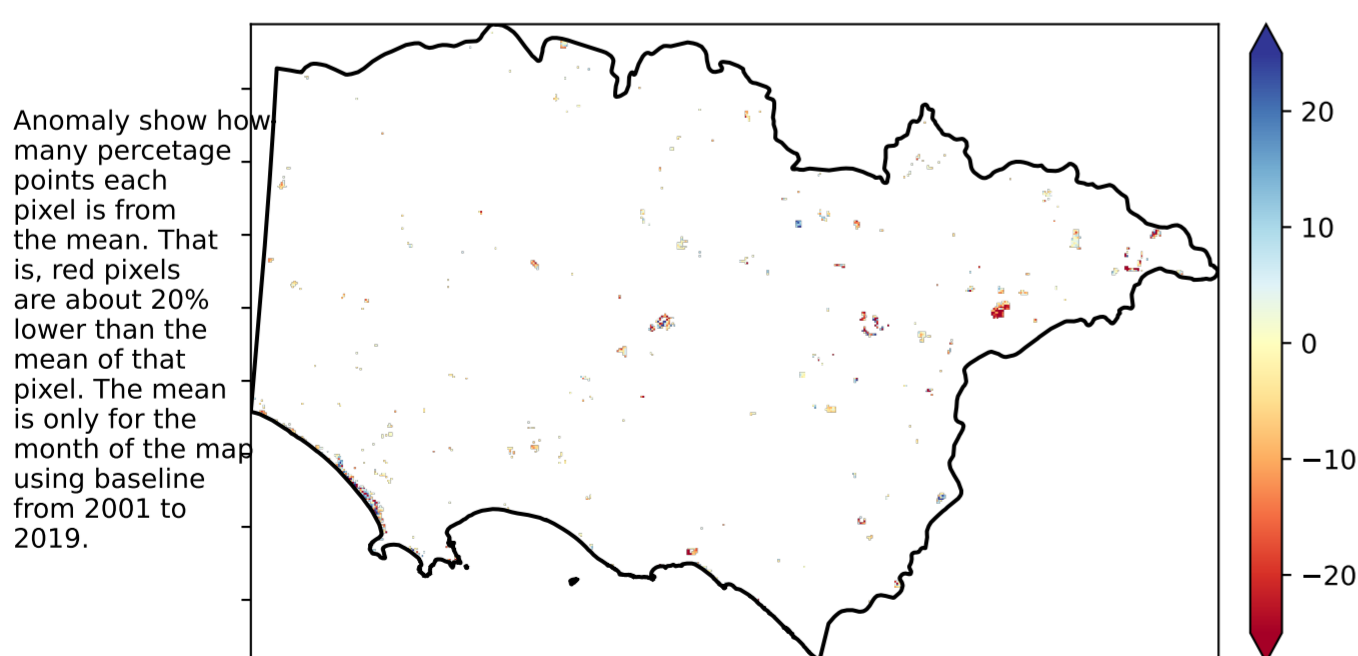 Anomaly show how
many percetage
points each
pixel is from
the mean. That
is, red pixels
are about 20%
lower than the
mean of that
pixel. The mean
is only for the
month of the map
using baseline
from 2001 to
2019.
20
10
0
−10
−20